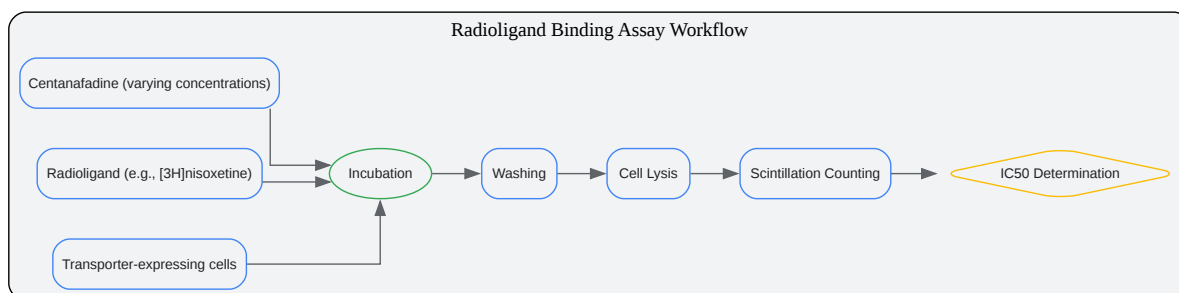 Radioligand Binding Assay Workflow
Centanafadine (varying concentrations)
Radioligand (e.g., [3H]nisoxetine)
Incubation
Washing
Cell Lysis
Scintillation Counting
IC50 Determination
Transporter-expressing cells